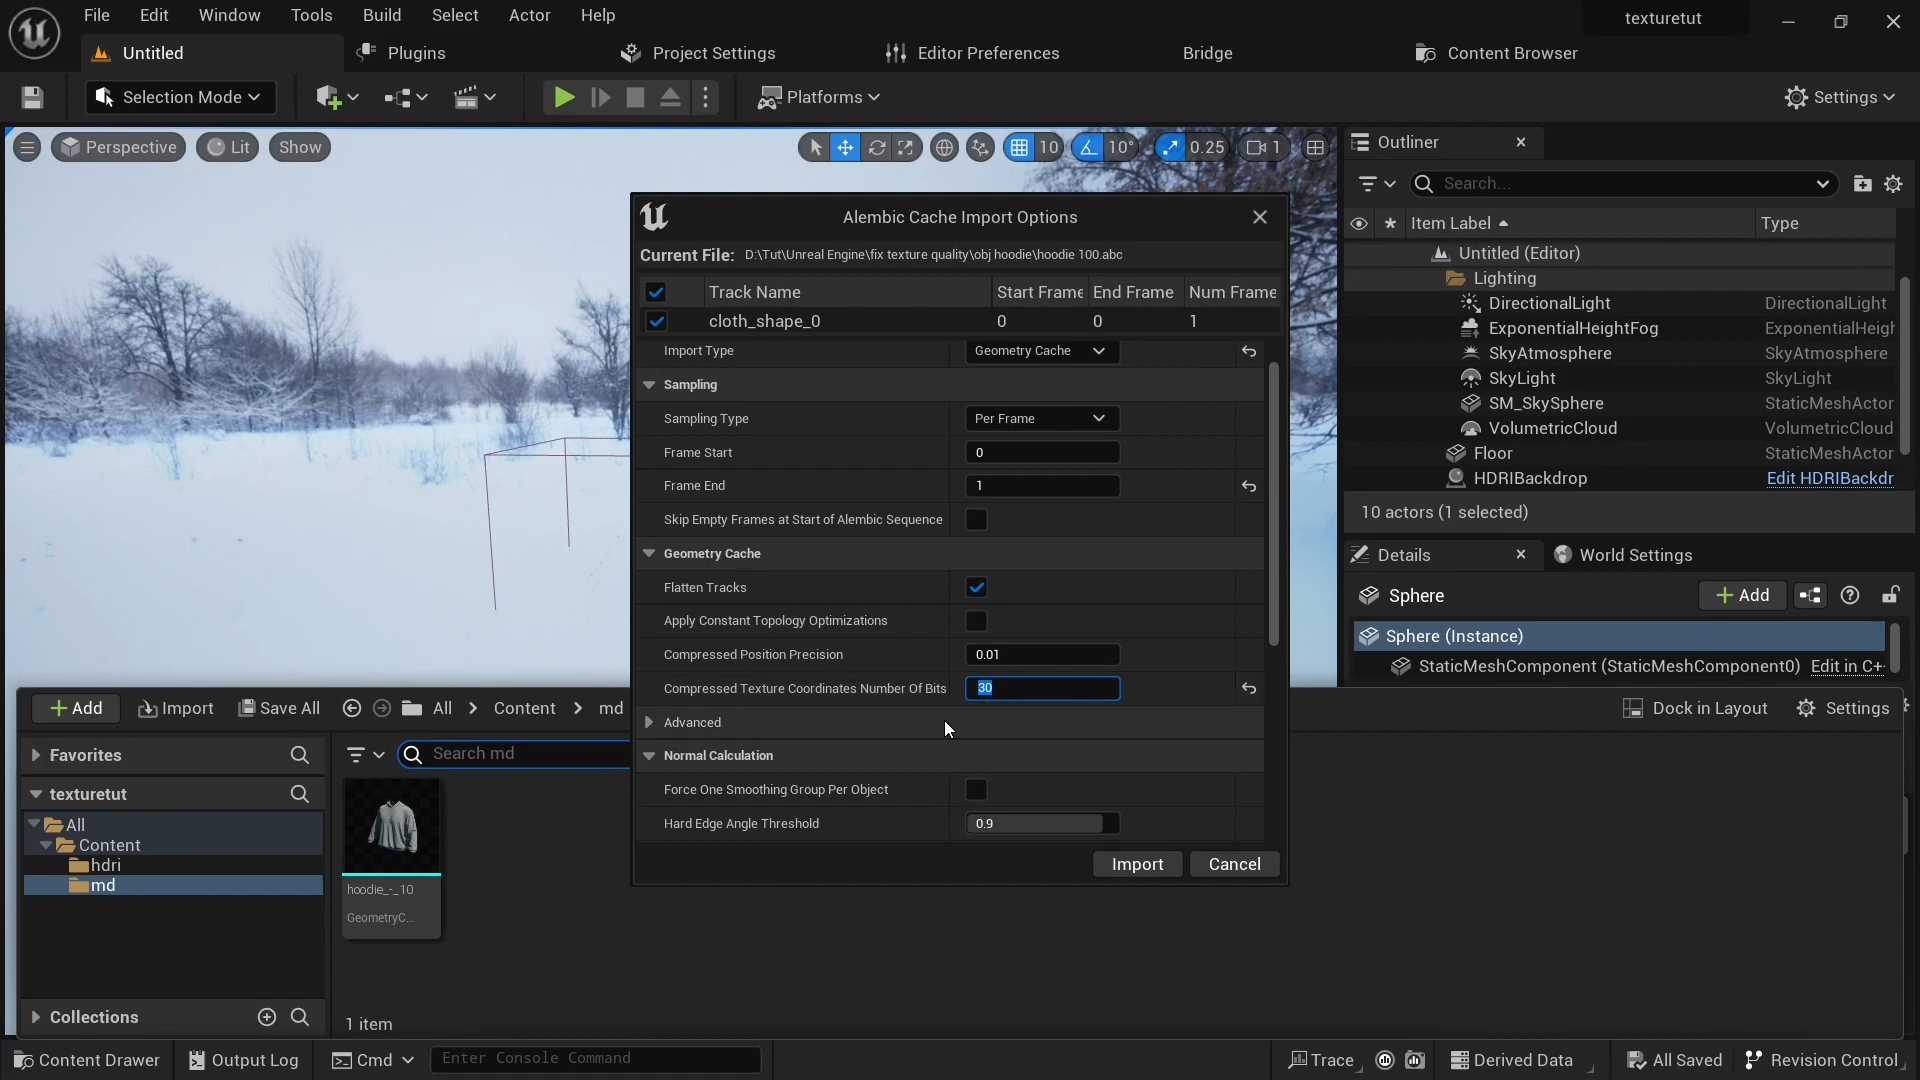 File Edit Window Tools Build Select Actor Help
texturetut
Untitled
Plugins
Project Settings
Editor Preferences
Bridge
Content Browser
Selection Mode
Platforms
Settings
Perspective
Lit
Show
10
10°
0.25
1
Alembic Cache Import Options
Current File: D:\Tut\Unreal Engine\fix texture quality\obj hoodie\hoodie 100.abc
Track Name Start Frame End Frame Num Frame
cloth_shape_0 0 0 1
Import Type Geometry Cache
Sampling
Sampling Type Per Frame
Frame Start 0
Frame End 1
Skip Empty Frames at Start of Alembic Sequence
Geometry Cache
Flatten Tracks
Apply Constant Topology Optimizations
Compressed Position Precision 0.01
Compressed Texture Coordinates Number Of Bits 30
Advanced
Normal Calculation
Force One Smoothing Group Per Object
Hard Edge Angle Threshold 0.9
Import Cancel
Outliner
Search...
Item Label Type
Untitled (Editor)
Lighting
DirectionalLight DirectionalLight
ExponentialHeightFog ExponentialHeigh
SkyAtmosphere SkyAtmosphere
SkyLight SkyLight
SM_SkySphere StaticMeshActor
VolumetricCloud VolumetricCloud
Floor StaticMeshActor
HDRIBackdrop Edit HDRIBackdr
10 actors (1 selected)
Details
World Settings
Sphere
Add
Sphere (Instance)
StaticMeshComponent (StaticMeshComponent0) Edit in C+
Add Import Save All All Content md
Dock in Layout Settings
Favorites
texturetut
All
Content
hdri
md
Collections
Search md
hoodie_-_10
GeometryC...
1 item
Content Drawer Output Log Cmd Enter Console Command
Trace Derived Data All Saved Revision Control